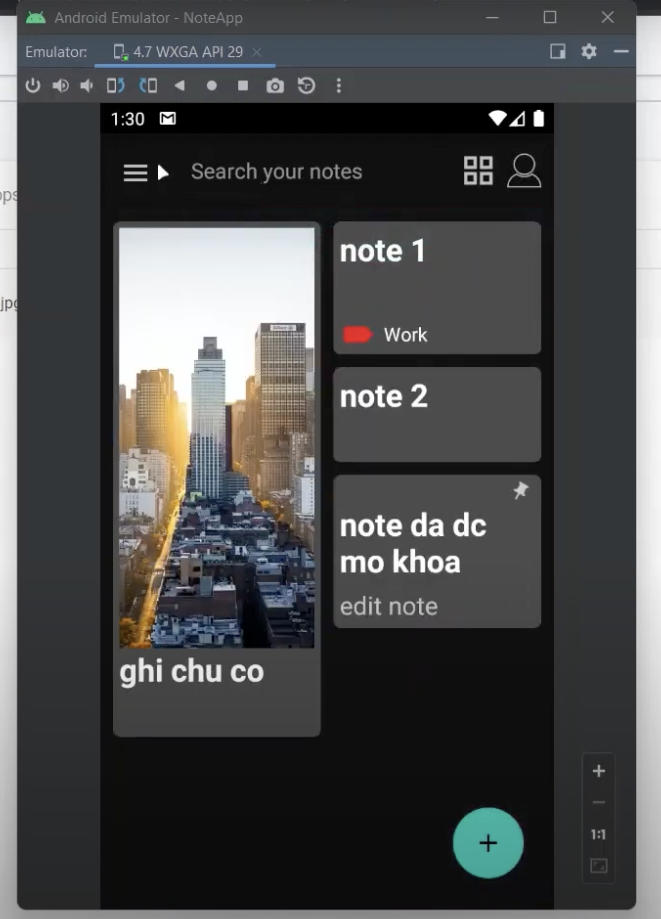 Android Emulator - NoteApp
Emulator:
4.7 WXGA API 29
1:30
Search your notes
note 1
Work
note 2
note da dc
mo khoa
edit note
ghi chu co
1:1
.jpg